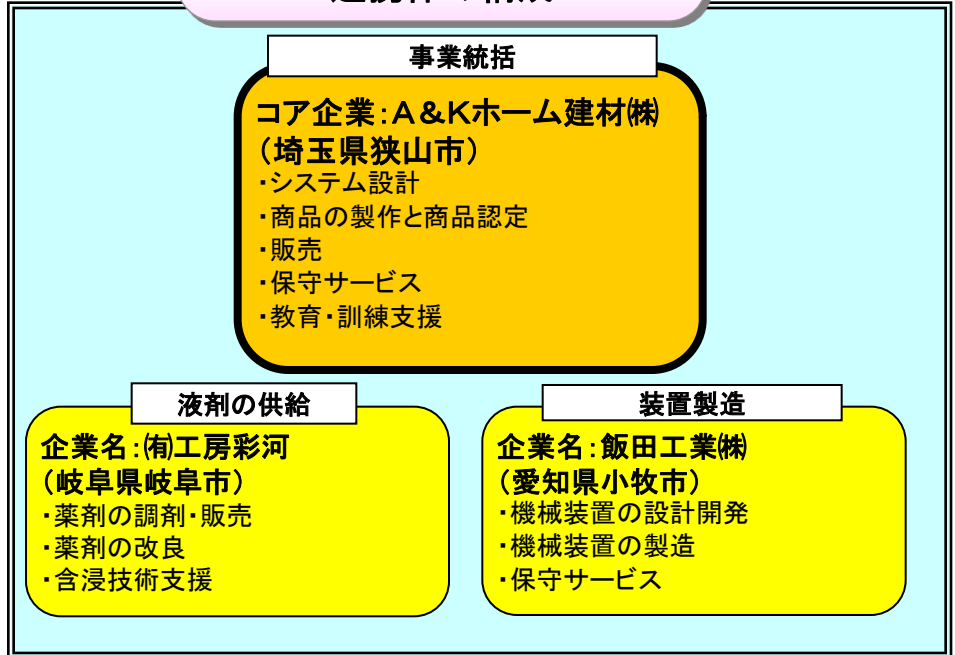 事業統括
コア企業:A&Kホーム建材㈱
(埼玉県狭山市)
・システム設計
・商品の製作と商品認定
・販売
・保守サービス
・教育・訓練支援
液剤の供給
企業名:㈲工房彩河
(岐阜県岐阜市)
・薬剤の調剤・販売
・薬剤の改良
・含浸技術支援
装置製造
企業名:飯田工業㈱
(愛知県小牧市)
・機械装置の設計開発
・機械装置の製造
・保守サービス